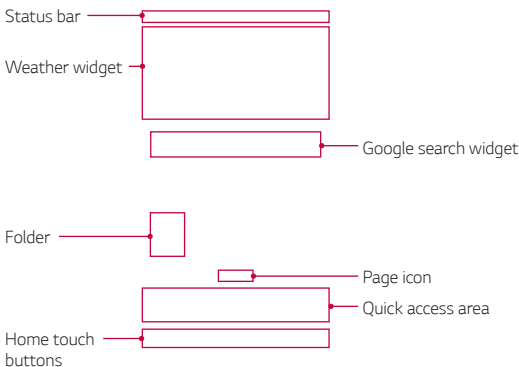 Status bar
Weather widget
Google search widget
Folder
Page icon
Quick access area
Home touch
buttons